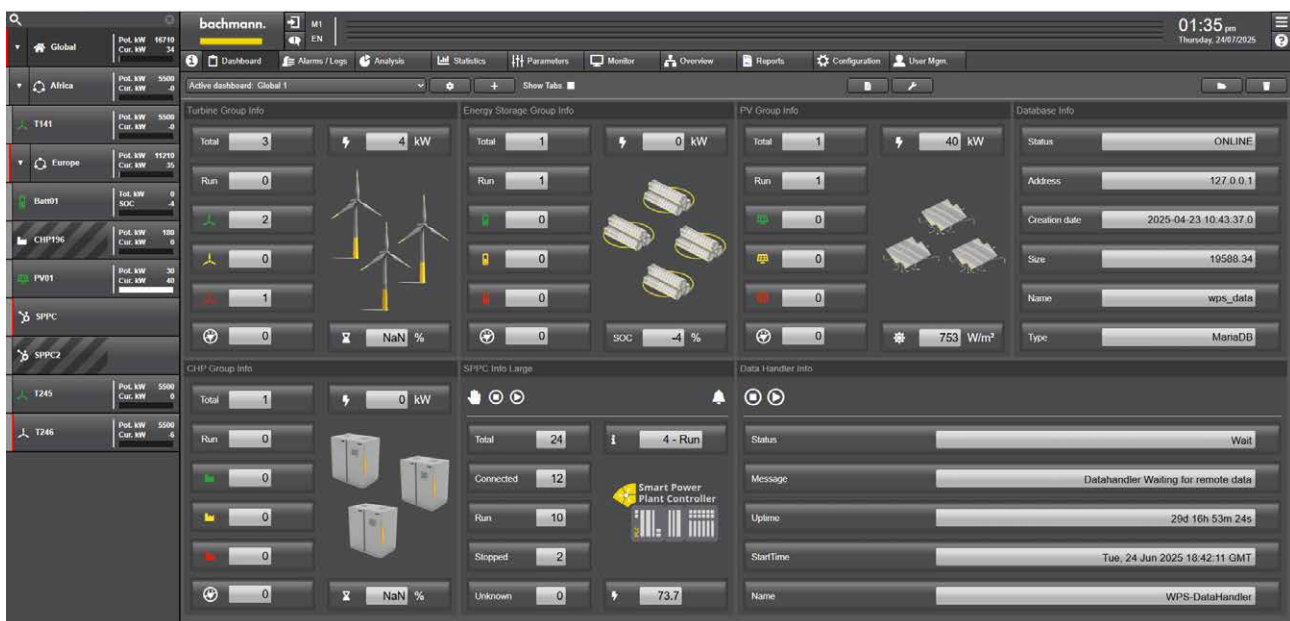 bachmann.
M1
EN
01:35 pm
Thursday, 24/07/2025
Global
Pot. kW 16710
Cur. kW 34
Africa
Pot. kW 5500
Cur. kW -0
T141
Pot. kW 5500
Cur. kW -0
Europe
Pot. kW 11210
Cur. kW 35
Batt01
Tot. kW 0
SOC -4
CHP196
Pot. kW 180
Cur. kW 0
PV01
Pot. kW 30
Cur. kW 40
SPPC
SPPC2
T245
Pot. kW 5500
Cur. kW 0
T246
Pot. kW 5500
Cur. kW -6
Dashboard
Alarms / Logs
Analysis
Statistics
Parameters
Monitor
Overview
Reports
Configuration
User Mgm.
Active dashboard: Global 1
Show Tabs
Turbine Group Info
Total 3
4 kW
Run 0
2
0
1
0
NaN %
Energy Storage Group Info
Total 1
0 kW
Run 1
0
0
0
0
SOC -4 %
PV Group Info
Total 1
40 kW
Run 1
0
0
0
0
753 W/m²
Database Info
Status ONLINE
Address 127.0.0.1
Creation date 2025-04-23 10:43:37.0
Size 19588.34
Name wps_data
Type MariaDB
CHP Group Info
Total 1
0 kW
Run 0
0
0
0
0
NaN %
SPPC Info Large
Total 24
4 - Run
Connected 12
Smart Power
Plant Controller
Run 10
Stopped 2
Unknown 0
73.7
Data Handler Info
Status Wait
Message Datahandler Waiting for remote data
Uptime 29d 16h 53m 24s
StartTime Tue, 24 Jun 2025 18:42:11 GMT
Name WPS-DataHandler